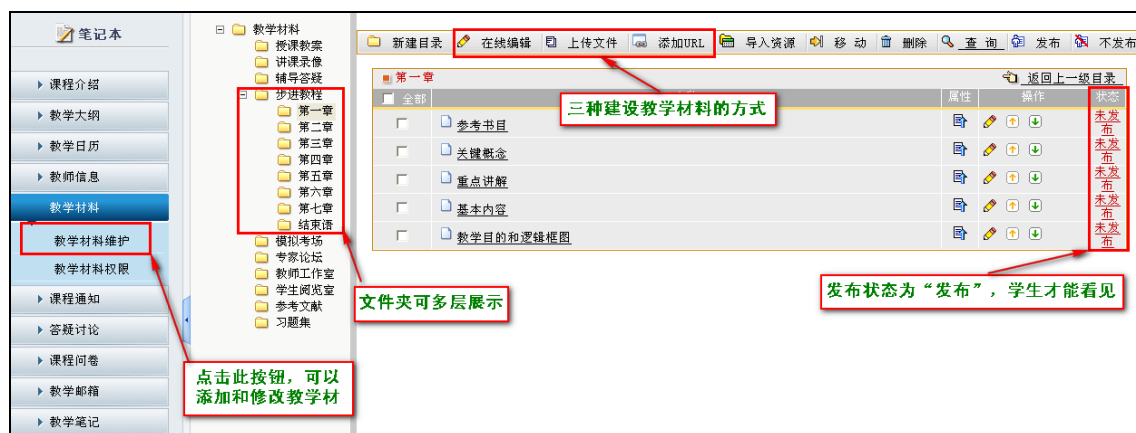 笔记本
课程介绍
教学大纲
教学日历
教师信息
教学材料
教学材料维护
教学材料权限
课程通知
答疑讨论
课程问卷
教学邮箱
教学笔记
教学材料
授课教案
讲课录像
辅导答疑
步进教程
第一章
第二章
第三章
第四章
第五章
第六章
第七章
结束语
模拟考场
专家论坛
教师工作室
学生阅览室
参考文献
习题集
新建目录 在线编辑 上传文件 添加URL 导入资源 移 动 删除 查 询 发布 不发布
第一章 返回上一级目录
全部 属性 操作 状态
参考书目 未发布
关键概念 未发布
重点讲解 未发布
基本内容 未发布
教学目的和逻辑框图 未发布
三种建设教学材料的方式
文件夹可多层展示
发布状态为“发布”，学生才能看见
点击此按钮，可以
添加和修改教学材